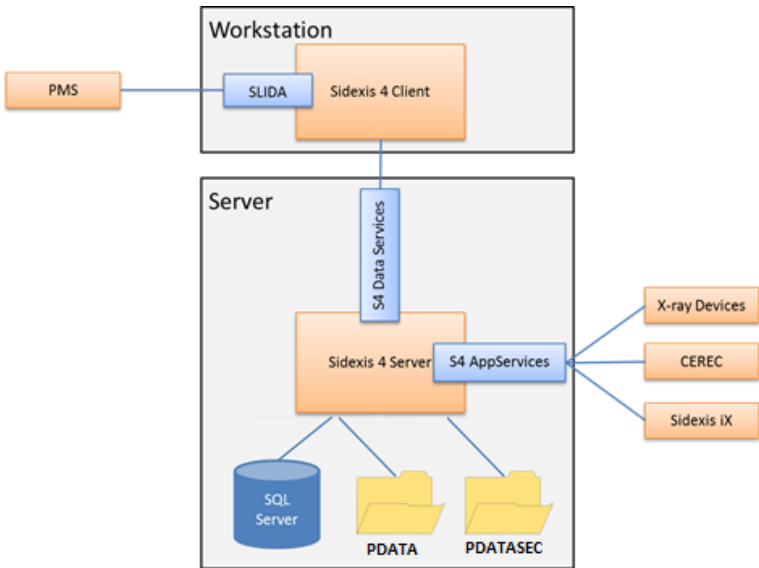 Workstation
PMS
SLIDA
Sidexis 4 Client
Server
S4 Data Services
X-ray Devices
Sidexis 4 Server
S4 AppServices
CEREC
Sidexis iX
SQL
Server
PDATA
PDATASEC